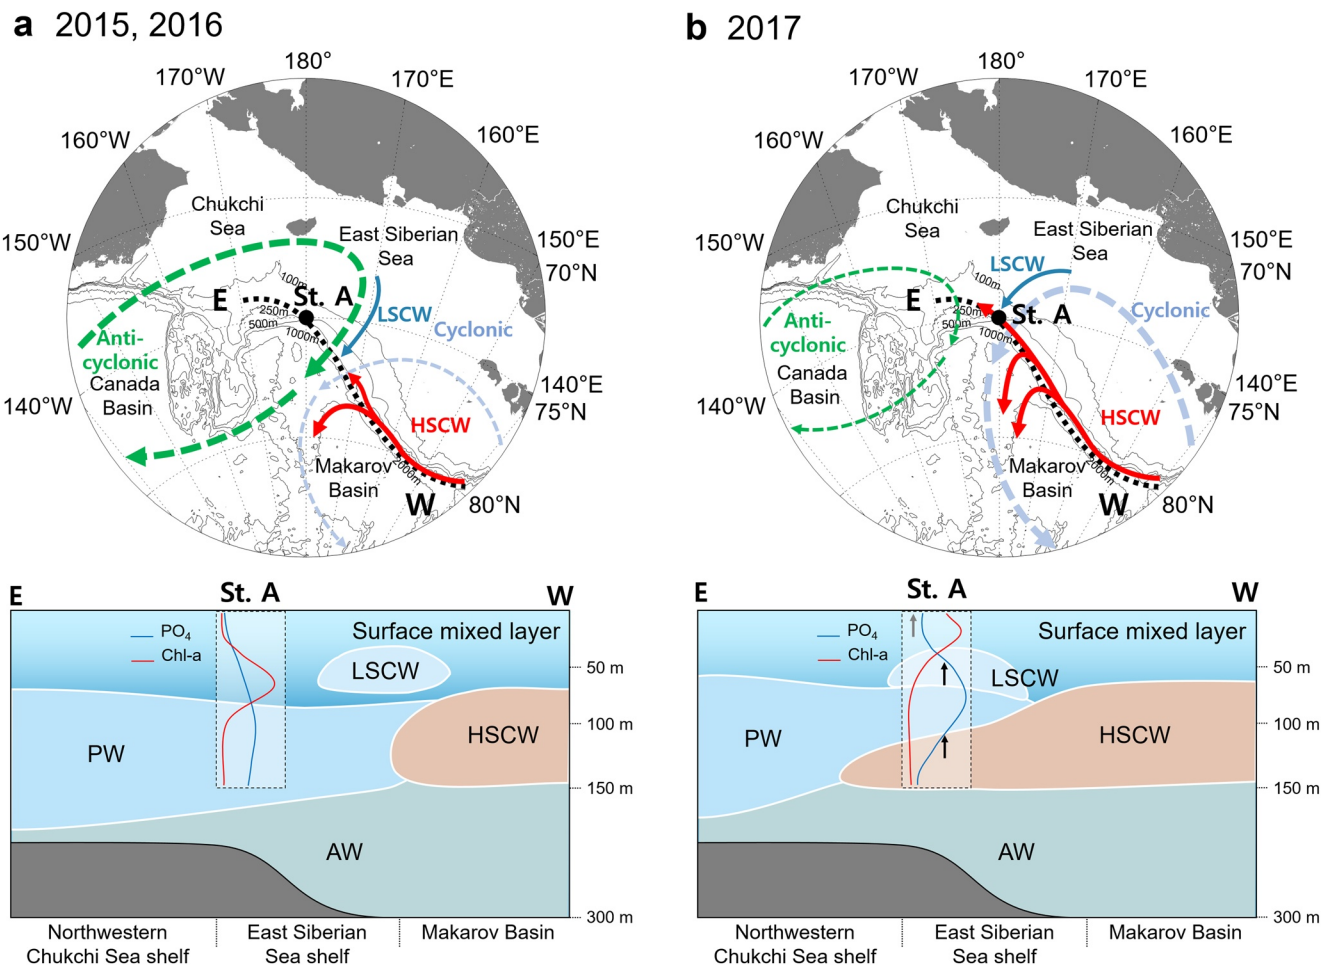 a 2015, 2016
180°
170°W
170°E
160°W
160°E
150°W
150°E
70°N
140°W
140°E
75°N
80°N
Chukchi
Sea
East Siberian
Sea
100m
E
St. A
250m
500m
1000m
LSCW
Cyclonic
Anti-
cyclonic
Canada
Basin
HSCW
Makarov
Basin
2000m
W
E
St. A
W
PO4
Chl-a
Surface mixed layer
LSCW
50 m
PW
HSCW
100 m
150 m
AW
300 m
Northwestern
Chukchi Sea shelf
East Siberian
Sea shelf
Makarov Basin
b 2017
180°
170°W
170°E
160°W
160°E
150°W
150°E
70°N
140°W
140°E
75°N
80°N
Chukchi
Sea
East Siberian
Sea
LSCW
100m
E
St. A
250m
500m
1000m
Cyclonic
Anti-
cyclonic
Canada
Basin
HSCW
Makarov
Basin
2000m
W
E
St. A
W
PO4
Chl-a
Surface mixed layer
LSCW
50 m
PW
HSCW
100 m
150 m
AW
300 m
Northwestern
Chukchi Sea shelf
East Siberian
Sea shelf
Makarov Basin